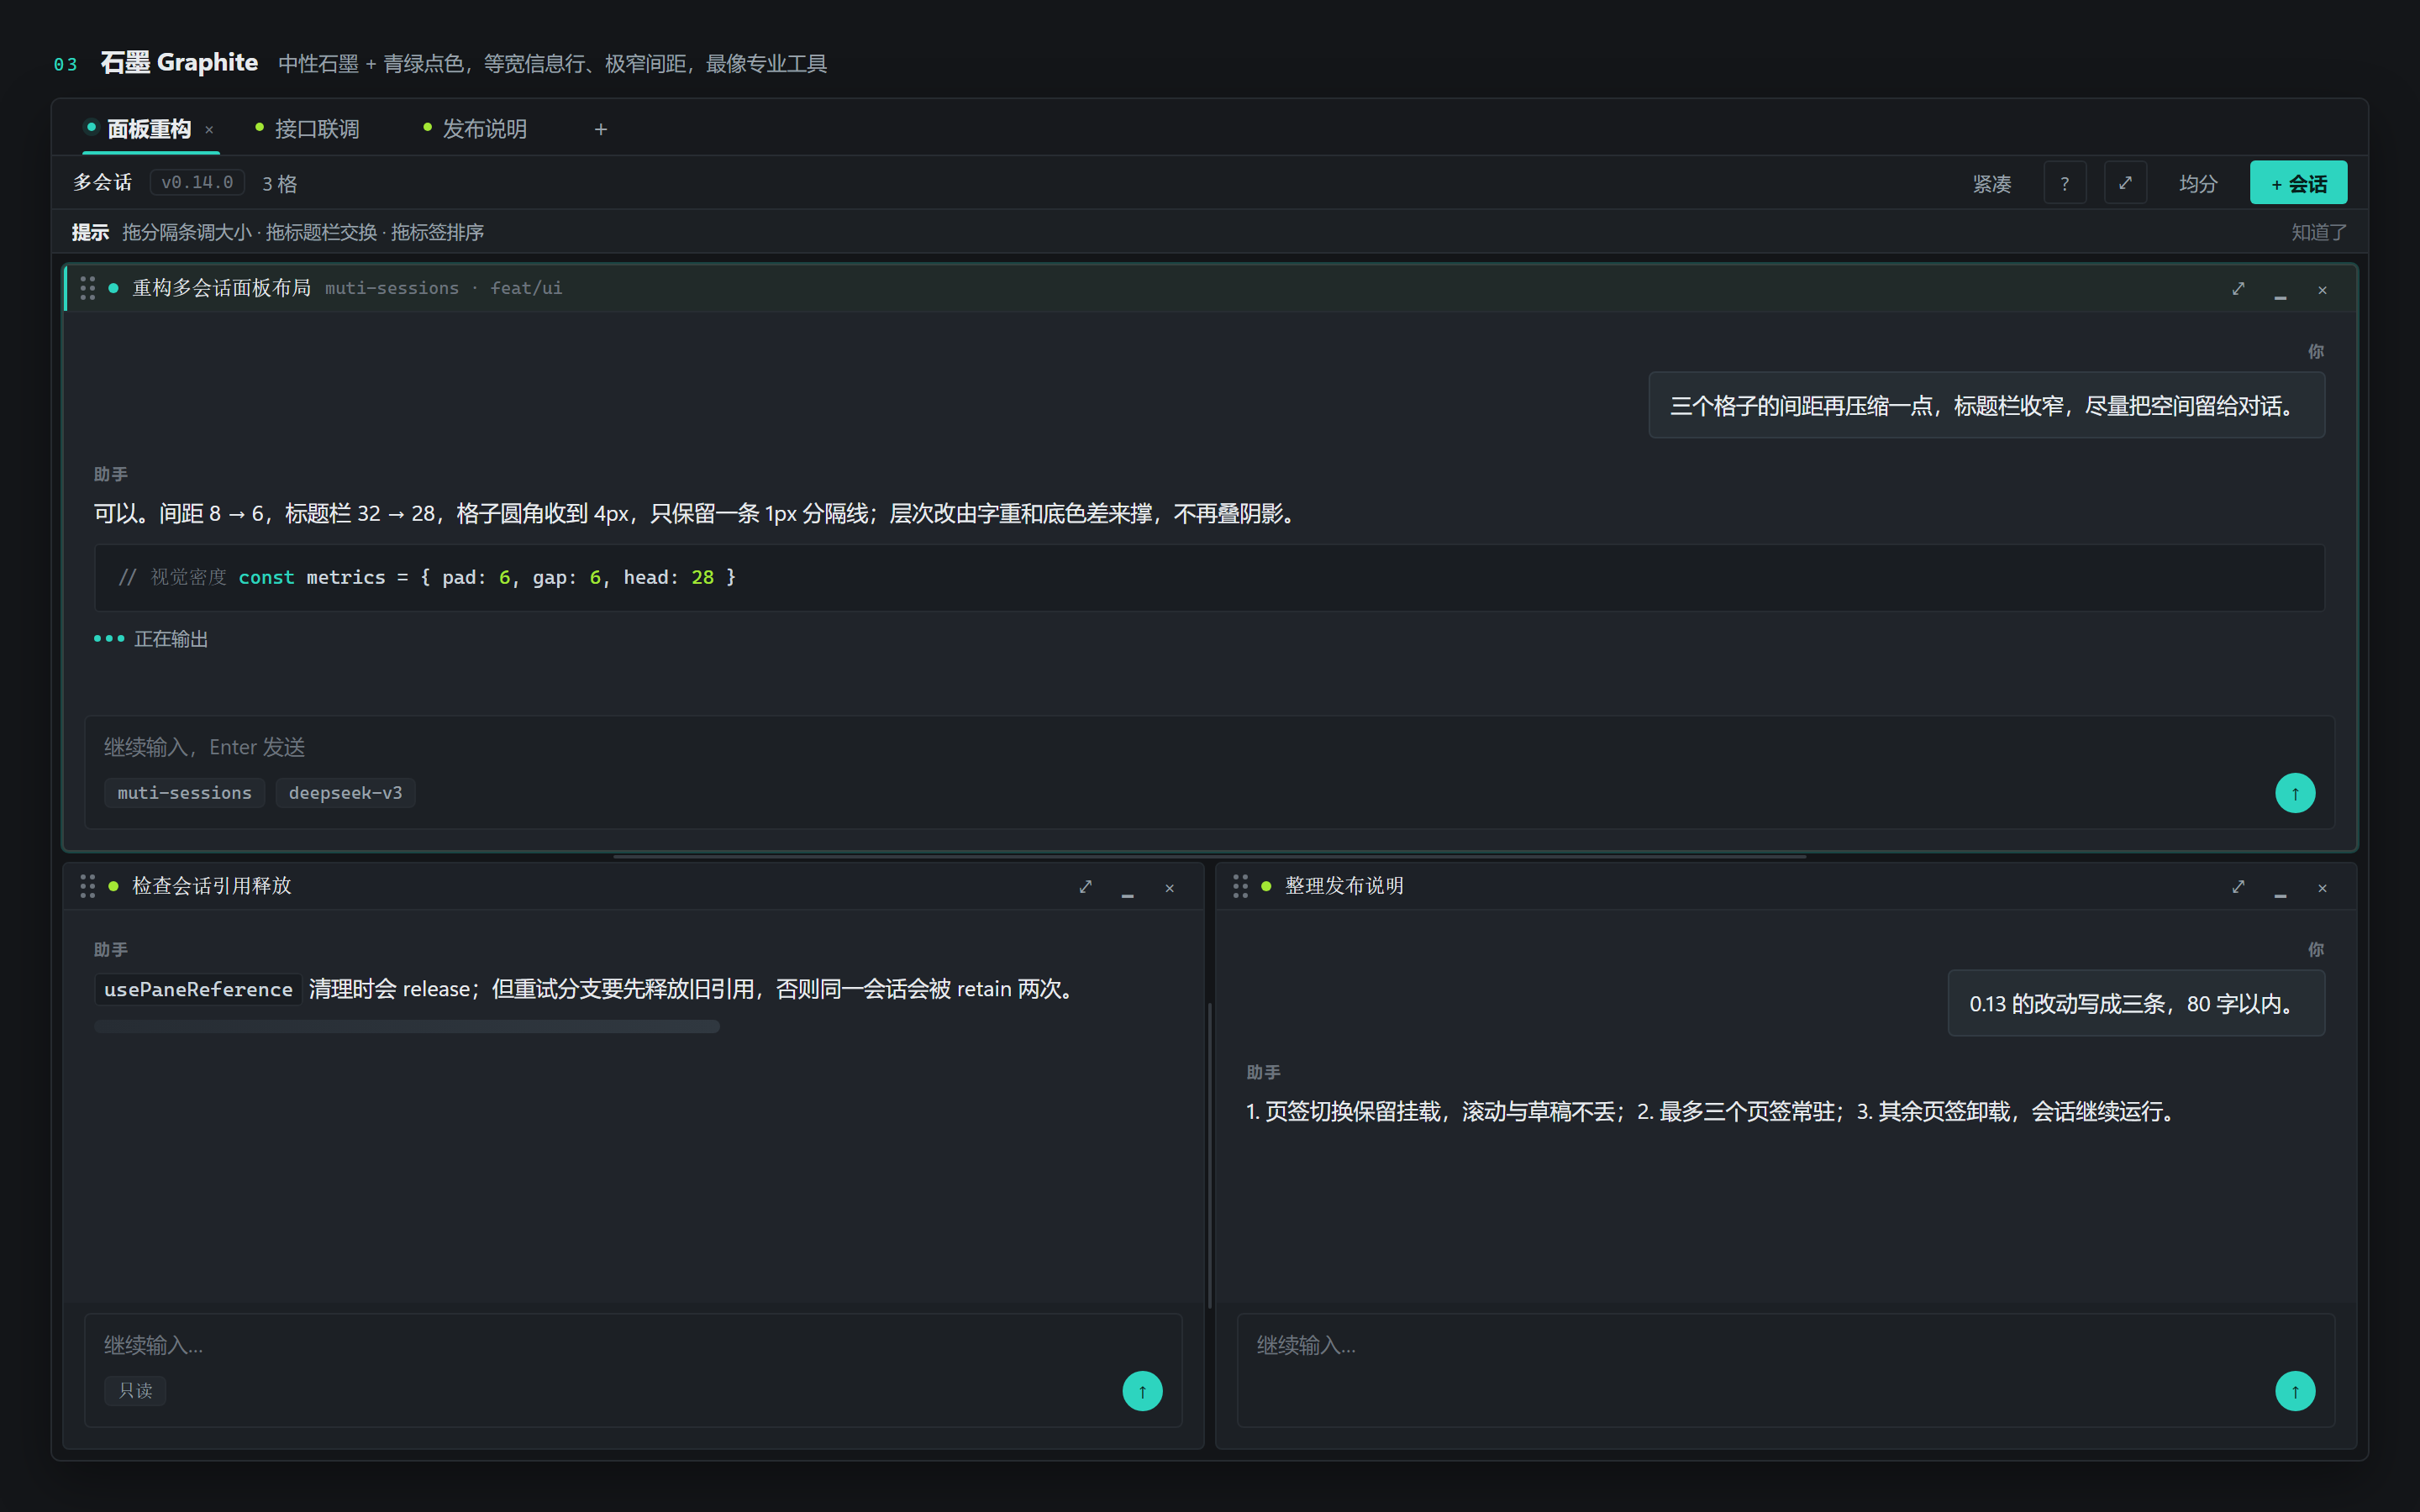 03 石墨 Graphite 中性石墨 + 青绿点色，等宽信息行、极窄间距，最像专业工具
面板重构 × 接口联调 发布说明 +
多会话 v0.14.0 3 格 紧凑 ? ⤢ 均分 + 会话
提示 拖分隔条调大小 · 拖标题栏交换 · 拖标签排序 知道了
重构多会话面板布局 muti-sessions · feat/ui ⤢ _ ×
你
三个格子的间距再压缩一点，标题栏收窄，尽量把空间留给对话。
助手
可以。间距 8 → 6，标题栏 32 → 28，格子圆角收到 4px，只保留一条 1px 分隔线；层次改由字重和底色差来撑，不再叠阴影。
// 视觉密度 const metrics = { pad: 6, gap: 6, head: 28 }
正在输出
继续输入，Enter 发送
muti-sessions deepseek-v3 ↑
检查会话引用释放 ⤢ _ ×
助手
usePaneReference 清理时会 release；但重试分支要先释放旧引用，否则同一会话会被 retain 两次。
继续输入…
只读 ↑
整理发布说明 ⤢ _ ×
你
0.13 的改动写成三条，80 字以内。
助手
1. 页签切换保留挂载，滚动与草稿不丢；2. 最多三个页签常驻；3. 其余页签卸载，会话继续运行。
继续输入…
↑